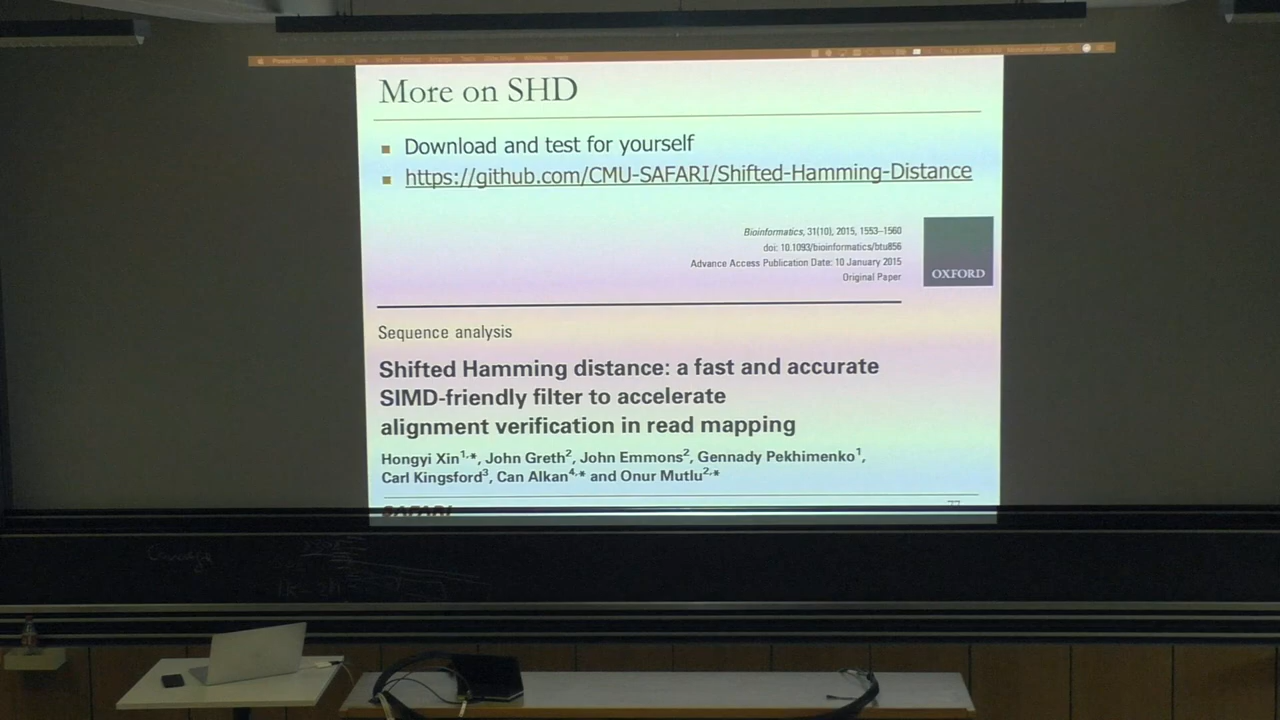 PowerPoint
More on SHD
Download and test for yourself
https://github.com/CMU-SAFARI/Shifted-Hamming-Distance
Bioinformatics, 31(10), 2015, 1553–1560
doi: 10.1093/bioinformatics/btu856
Advance Access Publication Date: 10 January 2015
Original Paper
OXFORD
Sequence analysis
Shifted Hamming distance: a fast and accurate
SIMD-friendly filter to accelerate
alignment verification in read mapping
Hongyi Xin1,*, John Greth2, John Emmons2, Gennady Pekhimenko1,
Carl Kingsford3, Can Alkan4,* and Onur Mutlu2,*
SAFARI